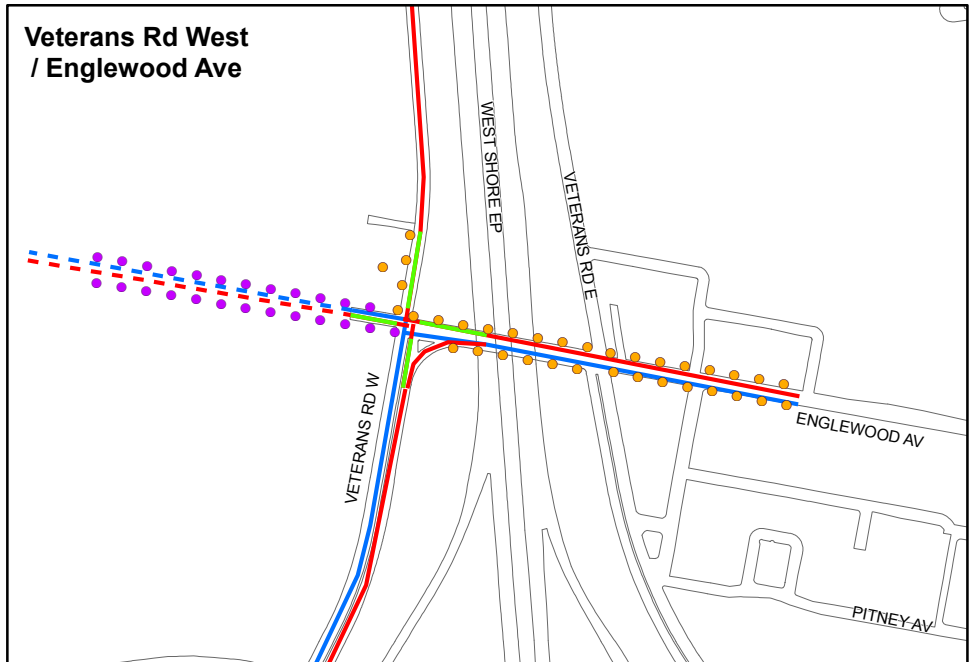 Veterans Rd West
/ Englewood Ave
WEST SHORE EP
VETERANS RD E
VETERANS RD W
ENGLEWOOD AV
PITNEY AV